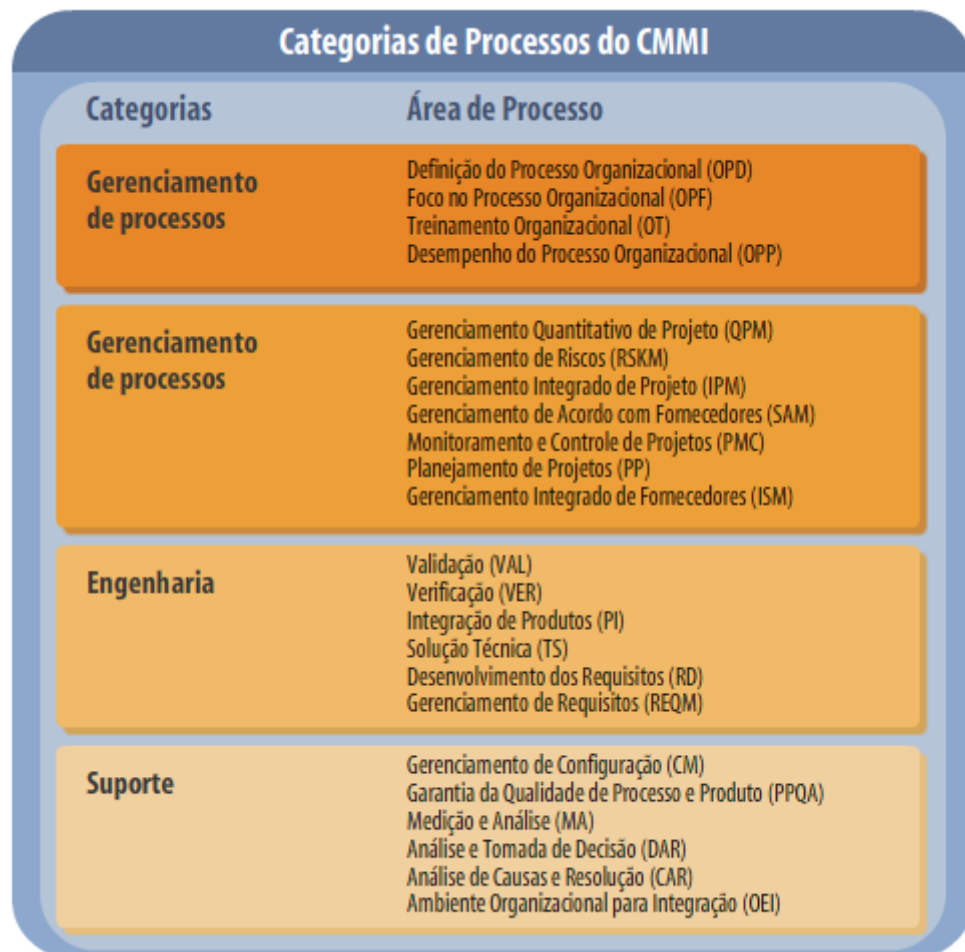 Categorias de Processos do CMMI
Categorias
Área de Processo
Gerenciamento
de processos
Definição do Processo Organizacional (OPD)
Foco no Processo Organizacional (OPF)
Treinamento Organizacional (OT)
Desempenho do Processo Organizacional (OPP)
Gerenciamento
de processos
Gerenciamento Quantitativo de Projeto (QPM)
Gerenciamento de Riscos (RSKM)
Gerenciamento Integrado de Projeto (IPM)
Gerenciamento de Acordo com Fornecedores (SAM)
Monitoramento e Controle de Projetos (PMC)
Planejamento de Projetos (PP)
Gerenciamento Integrado de Fornecedores (ISM)
Engenharia
Validação (VAL)
Verificação (VER)
Integração de Produtos (PI)
Solução Técnica (TS)
Desenvolvimento dos Requisitos (RD)
Gerenciamento de Requisitos (REQM)
Suporte
Gerenciamento de Configuração (CM)
Garantia da Qualidade de Processo e Produto (PPQA)
Medição e Análise (MA)
Análise e Tomada de Decisão (DAR)
Análise de Causas e Resolução (CAR)
Ambiente Organizacional para Integração (OEI)